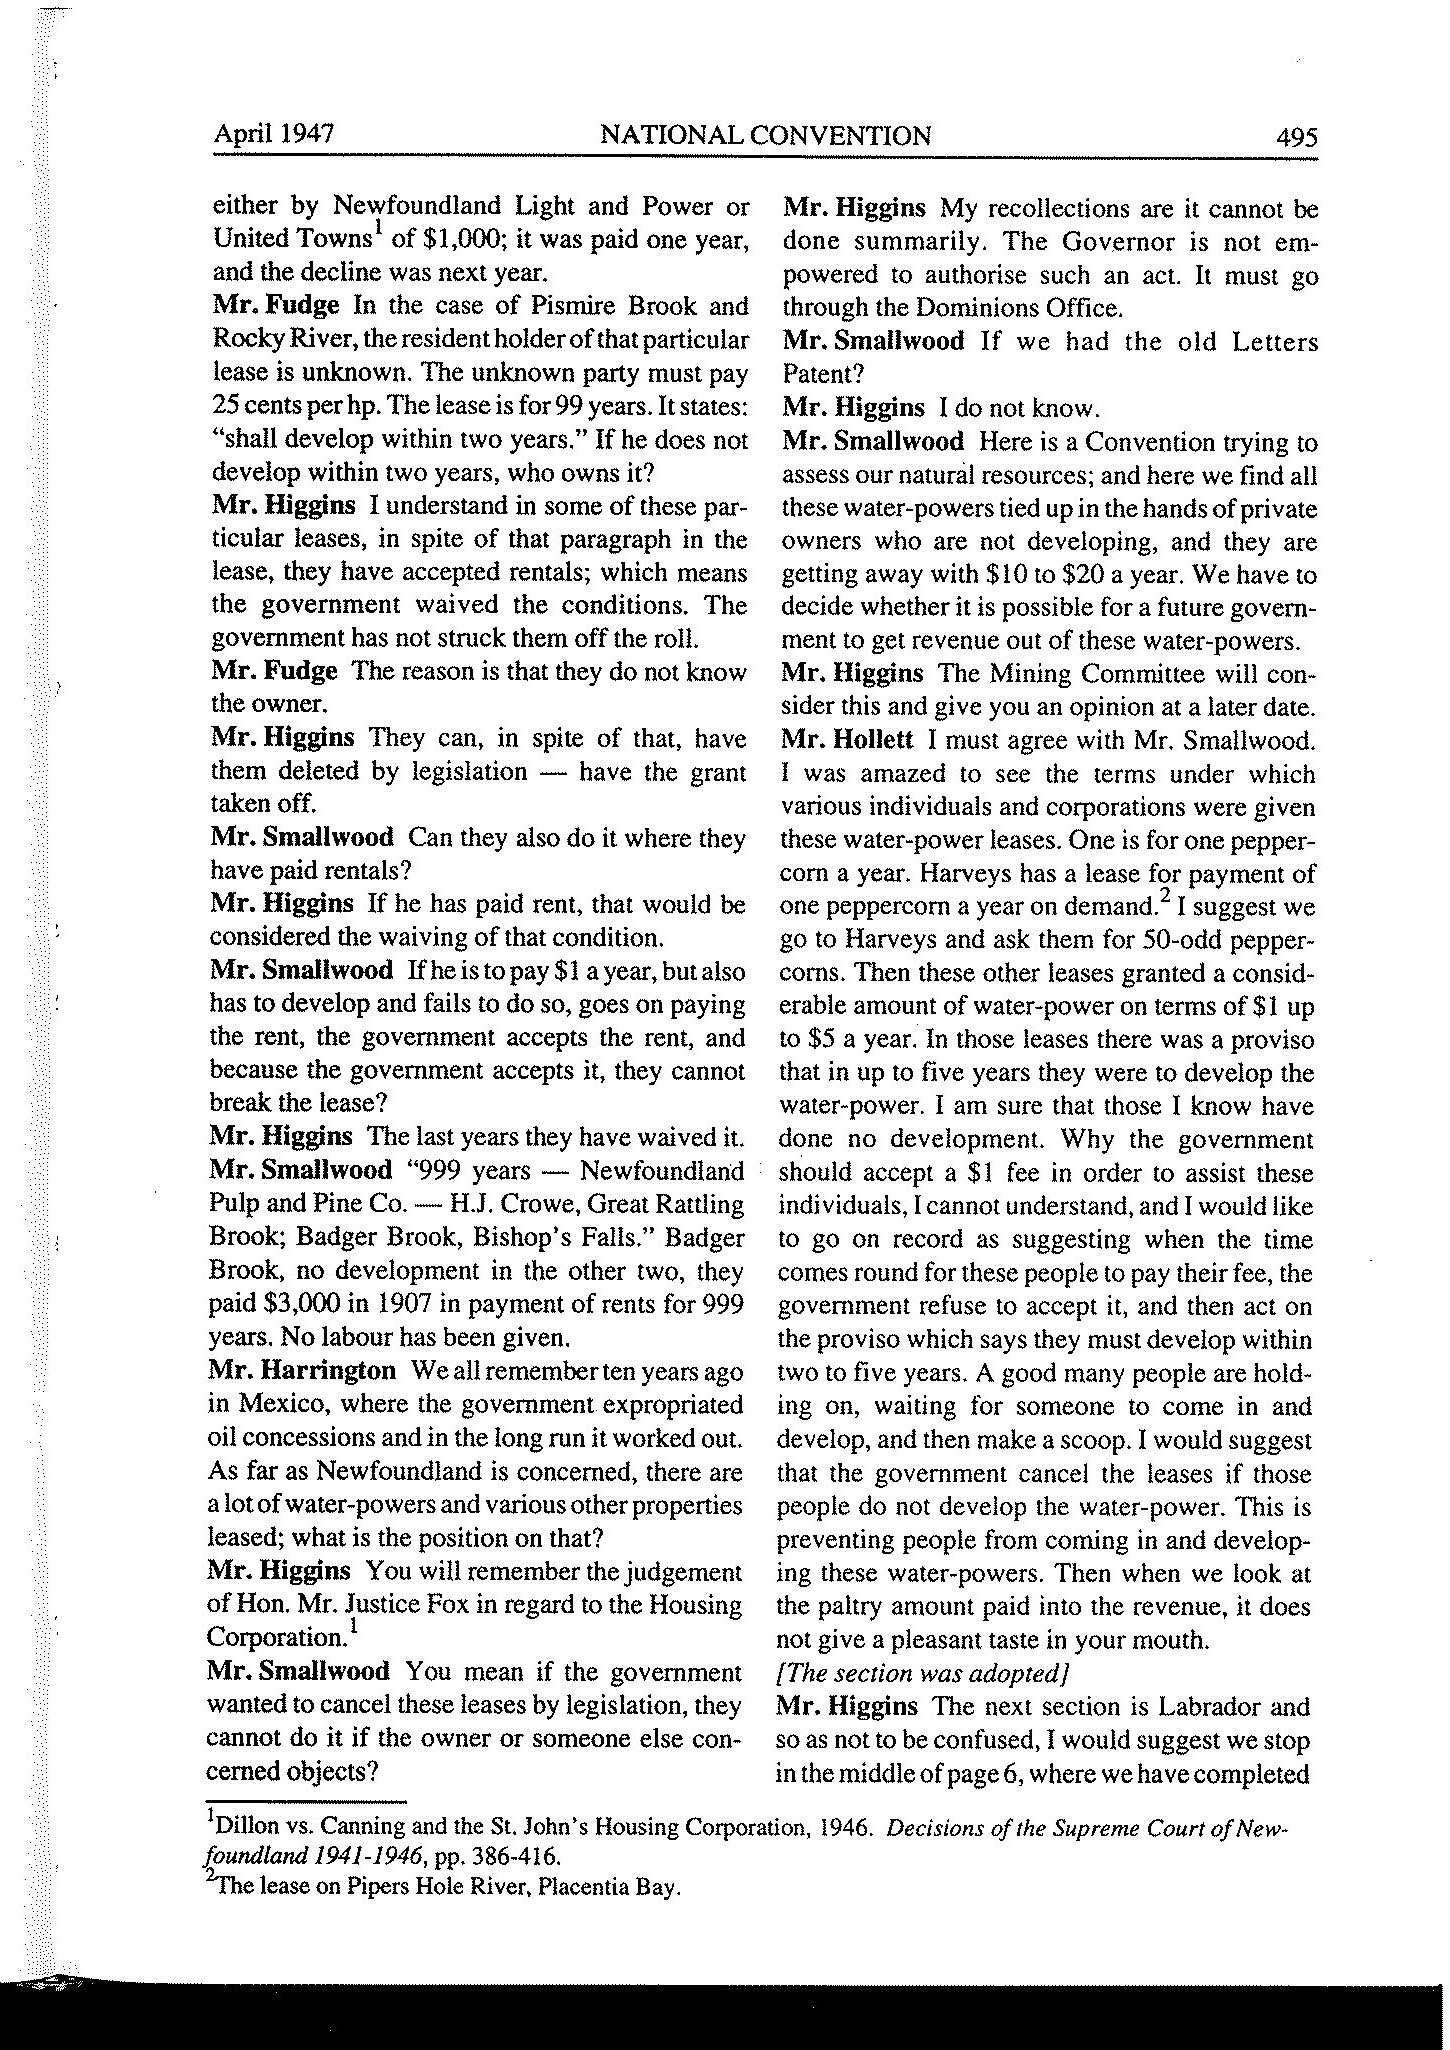 April 1947 NATIONAL CONVENTION 495
either by Newfoundland Light and Power or
United Towns¹ of $1,000; it was paid one year,
and the decline was next year.
Mr. Fudge In the case of Pismire Brook and
Rocky River, the resident holder of that particular
lease is unknown. The unknown party must pay
25 cents per hp. The lease is for 99 years. It states:
“shall develop within two years.” If he does not
develop within two years, who owns it?
Mr. Higgins I understand in some of these par-
ticular leases, in spite of that paragraph in the
lease, they have accepted rentals; which means
the government waived the conditions. The
government has not struck them off the roll.
Mr. Fudge The reason is that they do not know
the owner.
Mr. Higgins They can, in spite of that, have
them deleted by legislation — have the grant
taken off.
Mr. Smallwood Can they also do it where they
have paid rentals?
Mr. Higgins If he has paid rent, that would be
considered the waiving of that condition.
Mr. Smallwood If he is to pay $1 a year, but also
has to develop and fails to do so, goes on paying
the rent, the government accepts the rent, and
because the government accepts it, they cannot
break the lease?
Mr. Higgins The last years they have waived it.
Mr. Smallwood “999 years — Newfoundland
Pulp and Pine Co. — H.J. Crowe, Great Rattling
Brook; Badger Brook, Bishop's Falls.” Badger
Brook, no development in the other two, they
paid $3,000 in 1907 in payment of rents for 999
years. No labour has been given.
Mr. Harrington We all remember ten years ago
in Mexico, where the government expropriated
oil concessions and in the long run it worked out.
As far as Newfoundland is concerned, there are
a lot of water-powers and various other properties
leased; what is the position on that?
Mr. Higgins You will remember the judgement
of Hon. Mr. Justice Fox in regard to the Housing
Corporation.¹
Mr. Smallwood You mean if the government
wanted to cancel these leases by legislation, they
cannot do it if the owner or someone else con-
cerned objects?
Mr. Higgins My recollections are it cannot be
done summarily. The Governor is not em-
powered to authorise such an act. It must go
through the Dominions Office.
Mr. Smallwood If we had the old Letters
Patent?
Mr. Higgins I do not know.
Mr. Smallwood Here is a Convention trying to
assess our natural resources; and here we find all
these water-powers tied up in the hands of private
owners who are not developing, and they are
getting away with $10 to $20 a year. We have to
decide whether it is possible for a future govern-
ment to get revenue out of these water-powers.
Mr. Higgins The Mining Committee will con-
sider this and give you an opinion at a later date.
Mr. Hollett I must agree with Mr. Smallwood.
I was amazed to see the terms under which
various individuals and corporations were given
these water-power leases. One is for one pepper-
corn a year. Harveys has a lease for payment of
one peppercorn a year on demand.² I suggest we
go to Harveys and ask them for 50-odd pepper-
corns. Then these other leases granted a consid-
erable amount of water-power on terms of $1 up
to $5 a year. In those leases there was a proviso
that in up to five years they were to develop the
water-power. I am sure that those I know have
done no development. Why the government
should accept a $1 fee in order to assist these
individuals, I cannot understand, and I would like
to go on record as suggesting when the time
comes round for these people to pay their fee, the
government refuse to accept it, and then act on
the proviso which says they must develop within
two to five years. A good many people are hold-
ing on, waiting for someone to come in and
develop, and then make a scoop. I would suggest
that the government cancel the leases if those
people do not develop the water-power. This is
preventing people from coming in and develop-
ing these water-powers. Then when we look at
the paltry amount paid into the revenue, it does
not give a pleasant taste in your mouth.
[The section was adopted]
Mr. Higgins The next section is Labrador and
so as not to be confused, I would suggest we stop
in the middle of page 6, where we have completed
¹Dillon vs. Canning and the St. John's Housing Corporation, 1946. Decisions of the Supreme Court of New-
foundland 1941-1946, pp. 386-416.
²The lease on Pipers Hole River, Placentia Bay.